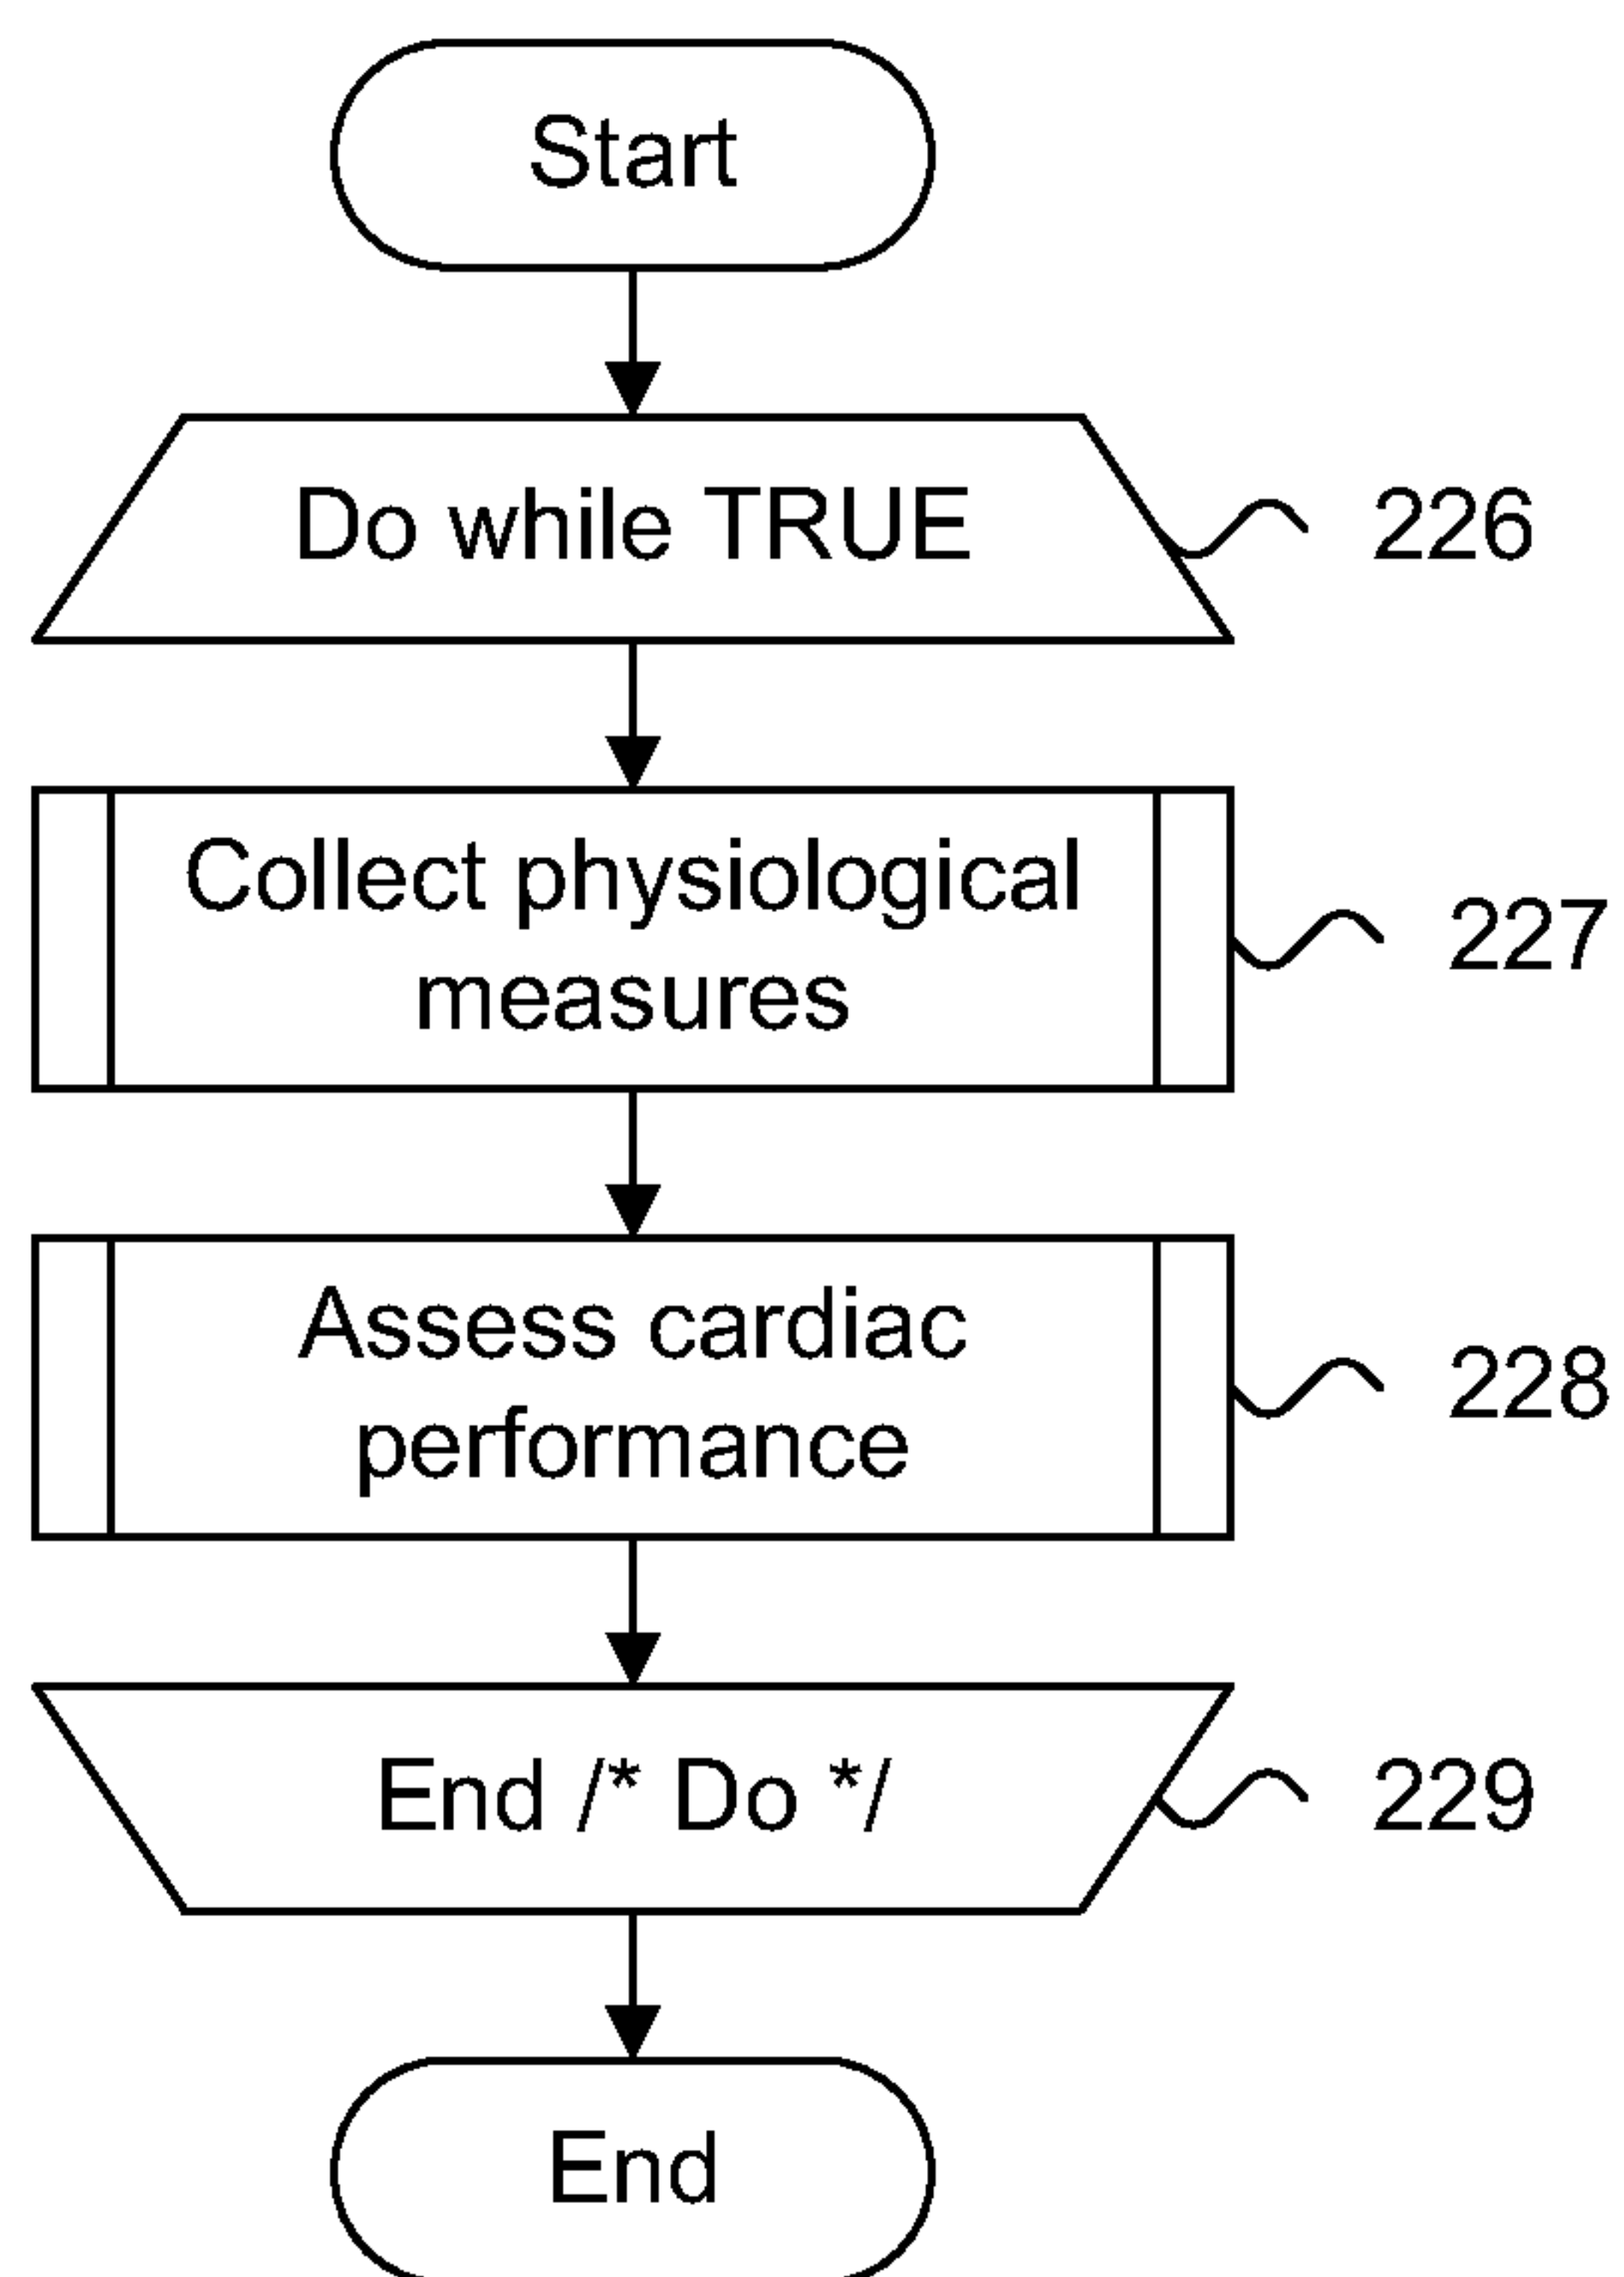 Start
Do while TRUE
226
Collect physiological
measures
227
Assess cardiac
performance
228
End /* Do */
229
End